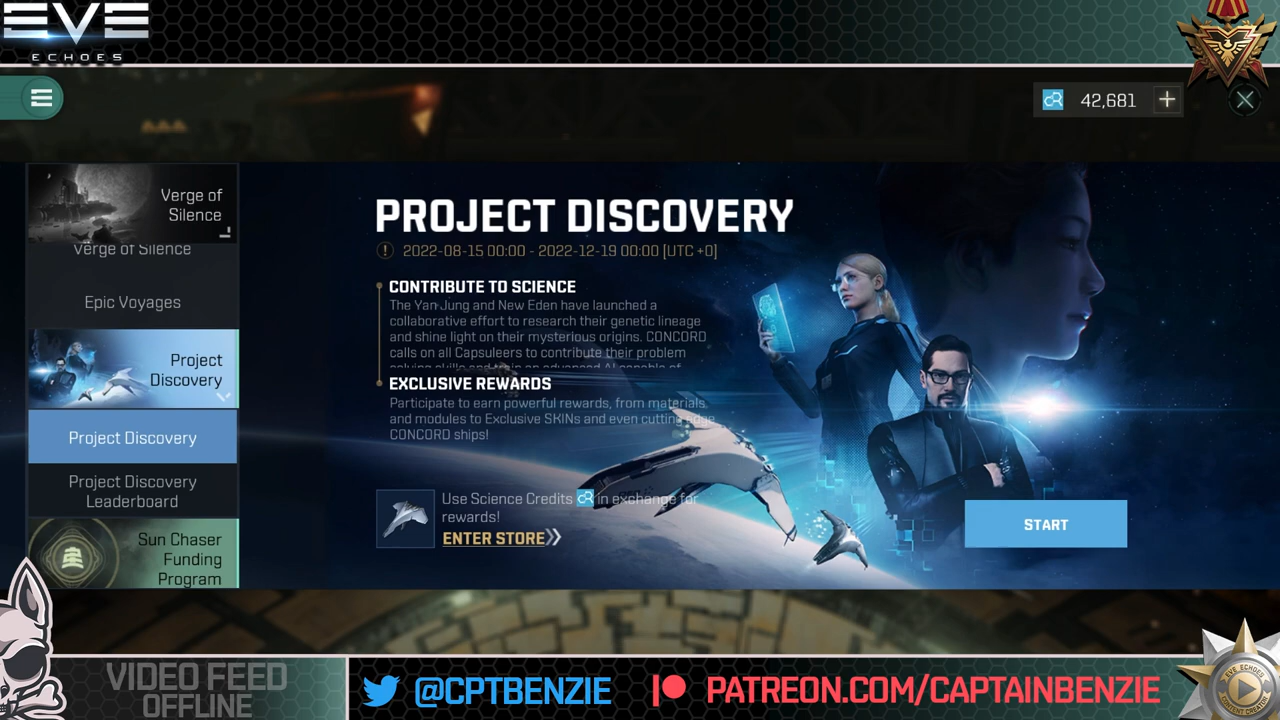 EVE
ECHOES
42,681
Verge of
Silence
Verge of Silence
Epic Voyages
Project
Discovery
Project Discovery
Project Discovery
Leaderboard
Sun Chaser
Funding
Program
PROJECT DISCOVERY
2022-08-15 00:00 - 2022-12-19 00:00 [UTC +0]
CONTRIBUTE TO SCIENCE
The Yan Jung and New Eden have launched a
collaborative effort to research their genetic lineage
and shine light on their mysterious origins. CONCORD
calls on all Capsuleers to contribute their problem
EXCLUSIVE REWARDS
Participate to earn powerful rewards, from materials
and modules to Exclusive SKINs and even cutting edge
CONCORD ships!
Use Science Credits in exchange for
rewards!
ENTER STORE
START
VIDEO FEED
OFFLINE
@CPTBENZIE
PATREON.COM/CAPTAINBENZIE
EVE ECHOES
CONTENT CREATOR